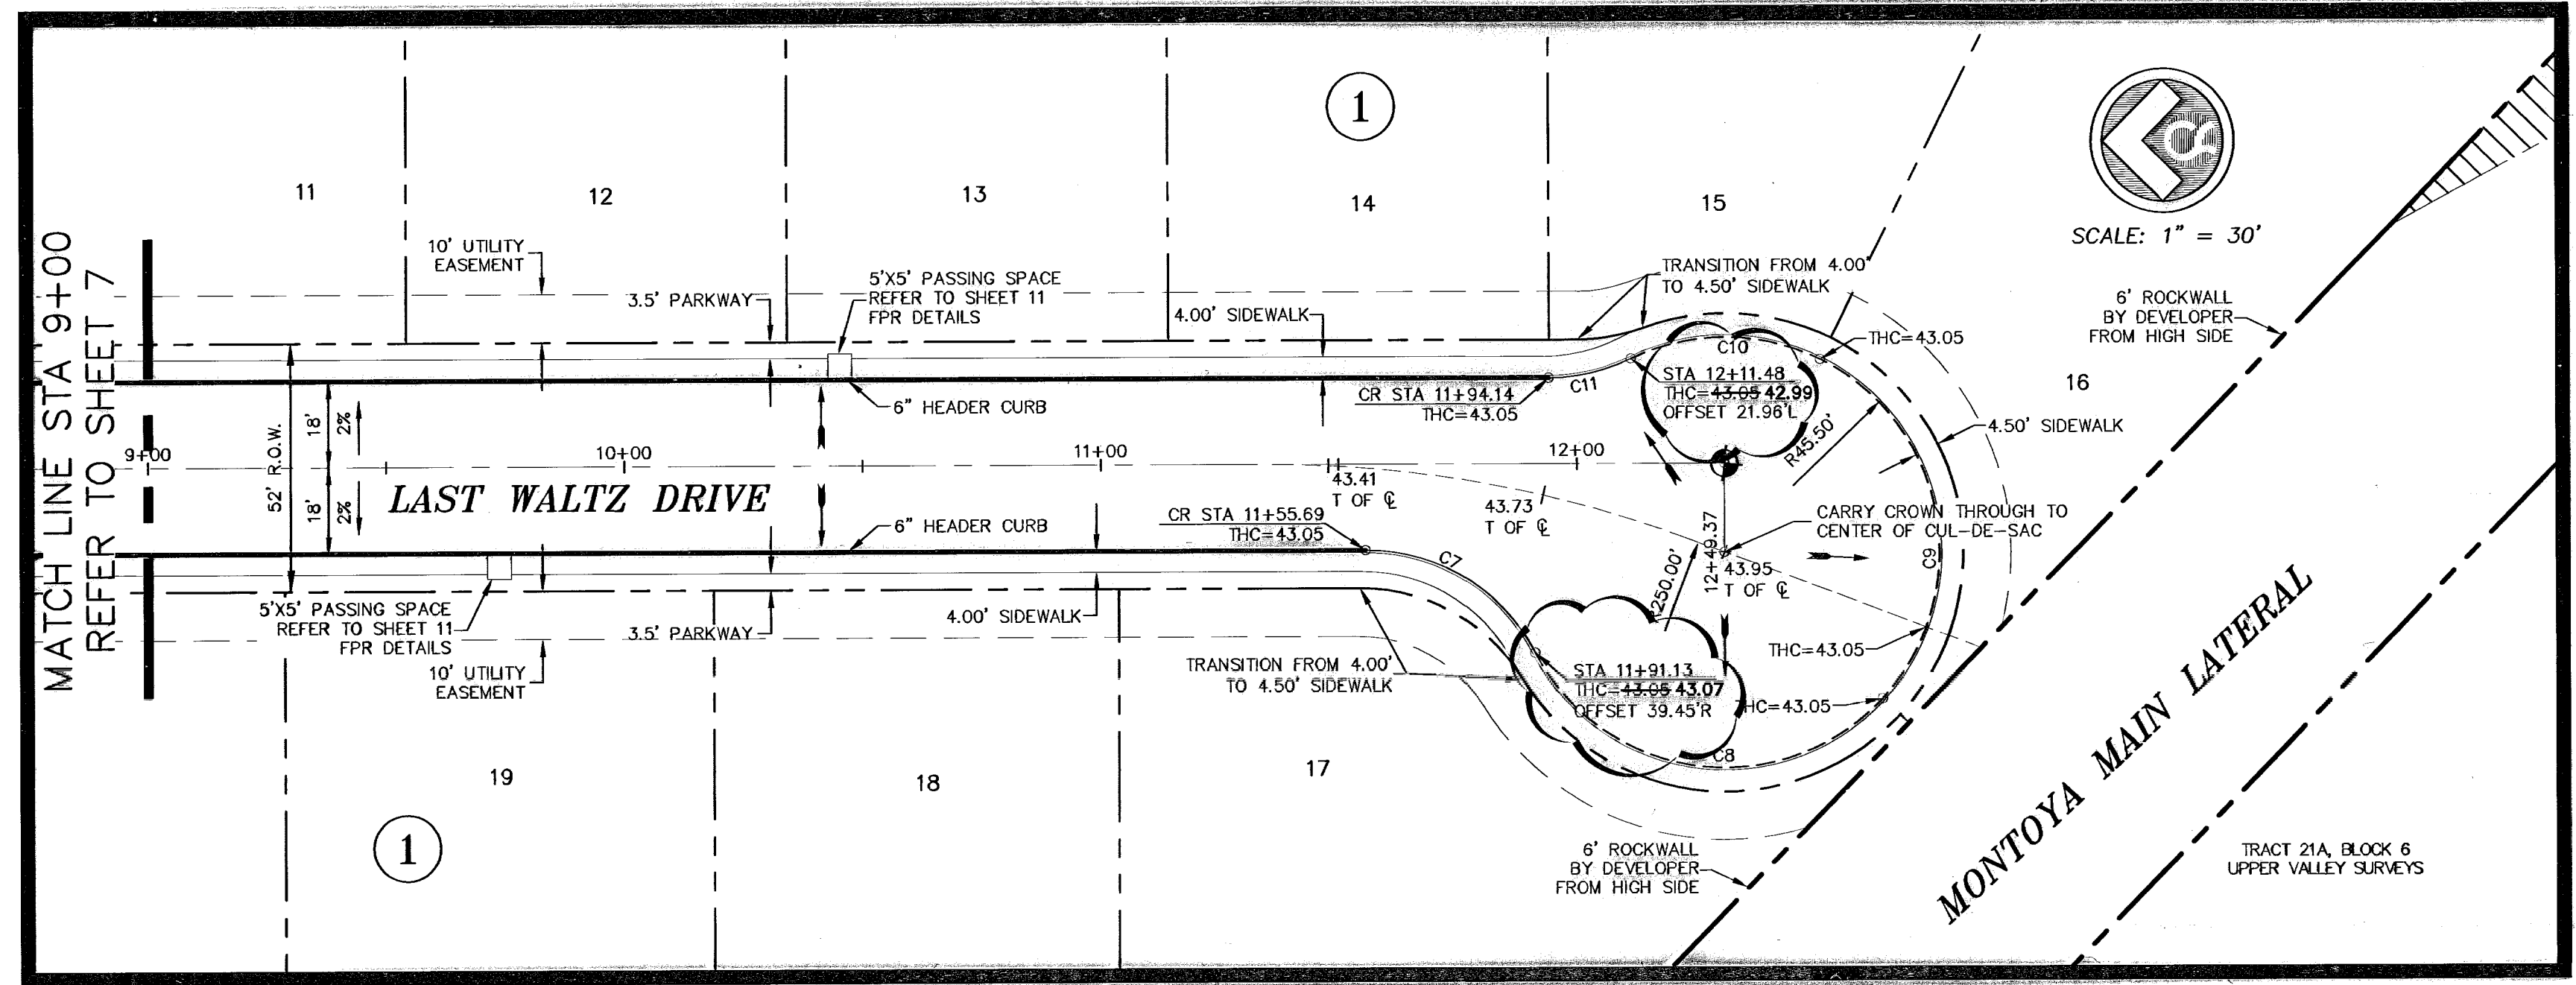 MATCH LINE STA 9+00
REFER TO SHEET 7
11
12
13
14
15
16
17
18
19
1
1
10' UTILITY
EASEMENT
3.5' PARKWAY
5'X5' PASSING SPACE
REFER TO SHEET 11
FPR DETAILS
4.00' SIDEWALK
TRANSITION FROM 4.00'
TO 4.50' SIDEWALK
SCALE: 1" = 30'
6' ROCKWALL
BY DEVELOPER
FROM HIGH SIDE
THC=43.05
C10
C11
STA 12+11.48
THC=43.05 42.99
OFFSET 21.96'L
CR STA 11+94.14
THC=43.05
6" HEADER CURB
R45.50'
4.50' SIDEWALK
52' R.O.W.
18'
2%
18'
2%
9+00
10+00
11+00
12+00
LAST WALTZ DRIVE
43.41
T OF ℄
43.73
T OF ℄
CR STA 11+55.69
THC=43.05
6" HEADER CURB
C7
CARRY CROWN THROUGH TO
CENTER OF CUL-DE-SAC
12+49.37
43.95
T OF ℄
R250.00'
C9
5'X5' PASSING SPACE
REFER TO SHEET 11
FPR DETAILS
10' UTILITY
EASEMENT
3.5' PARKWAY
4.00' SIDEWALK
TRANSITION FROM 4.00'
TO 4.50' SIDEWALK
STA 11+91.13
THC=43.05 43.07
OFFSET 39.45'R
THC=43.05
THC=43.05
C8
6' ROCKWALL
BY DEVELOPER
FROM HIGH SIDE
MONTOYA MAIN LATERAL
TRACT 21A, BLOCK 6
UPPER VALLEY SURVEYS